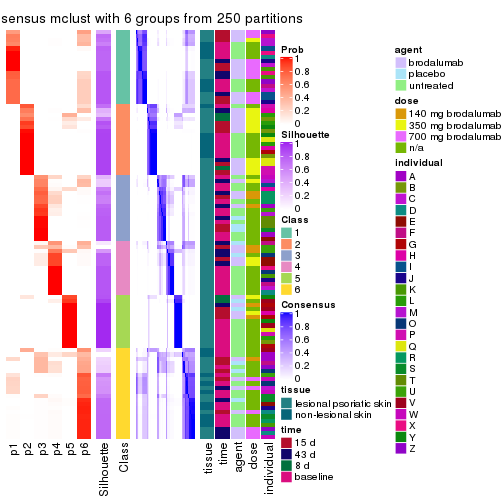 sensus mclust with 6 groups from 250 partitions
Prob
1
0.8
0.6
0.4
0.2
0
Silhouette
1
0.8
0.6
0.4
0.2
0
Class
1
2
3
4
5
6
Consensus
1
0.8
0.6
0.4
0.2
0
tissue
lesional psoriatic skin
non-lesional skin
time
15 d
43 d
8 d
baseline
agent
brodalumab
placebo
untreated
dose
140 mg brodalumab
350 mg brodalumab
700 mg brodalumab
n/a
individual
A
B
C
D
E
F
G
H
I
J
K
L
M
O
P
Q
R
S
T
U
V
W
X
Y
Z
p1
p2
p3
p4
p5
p6
Silhouette
Class
tissue
time
agent
dose
individual